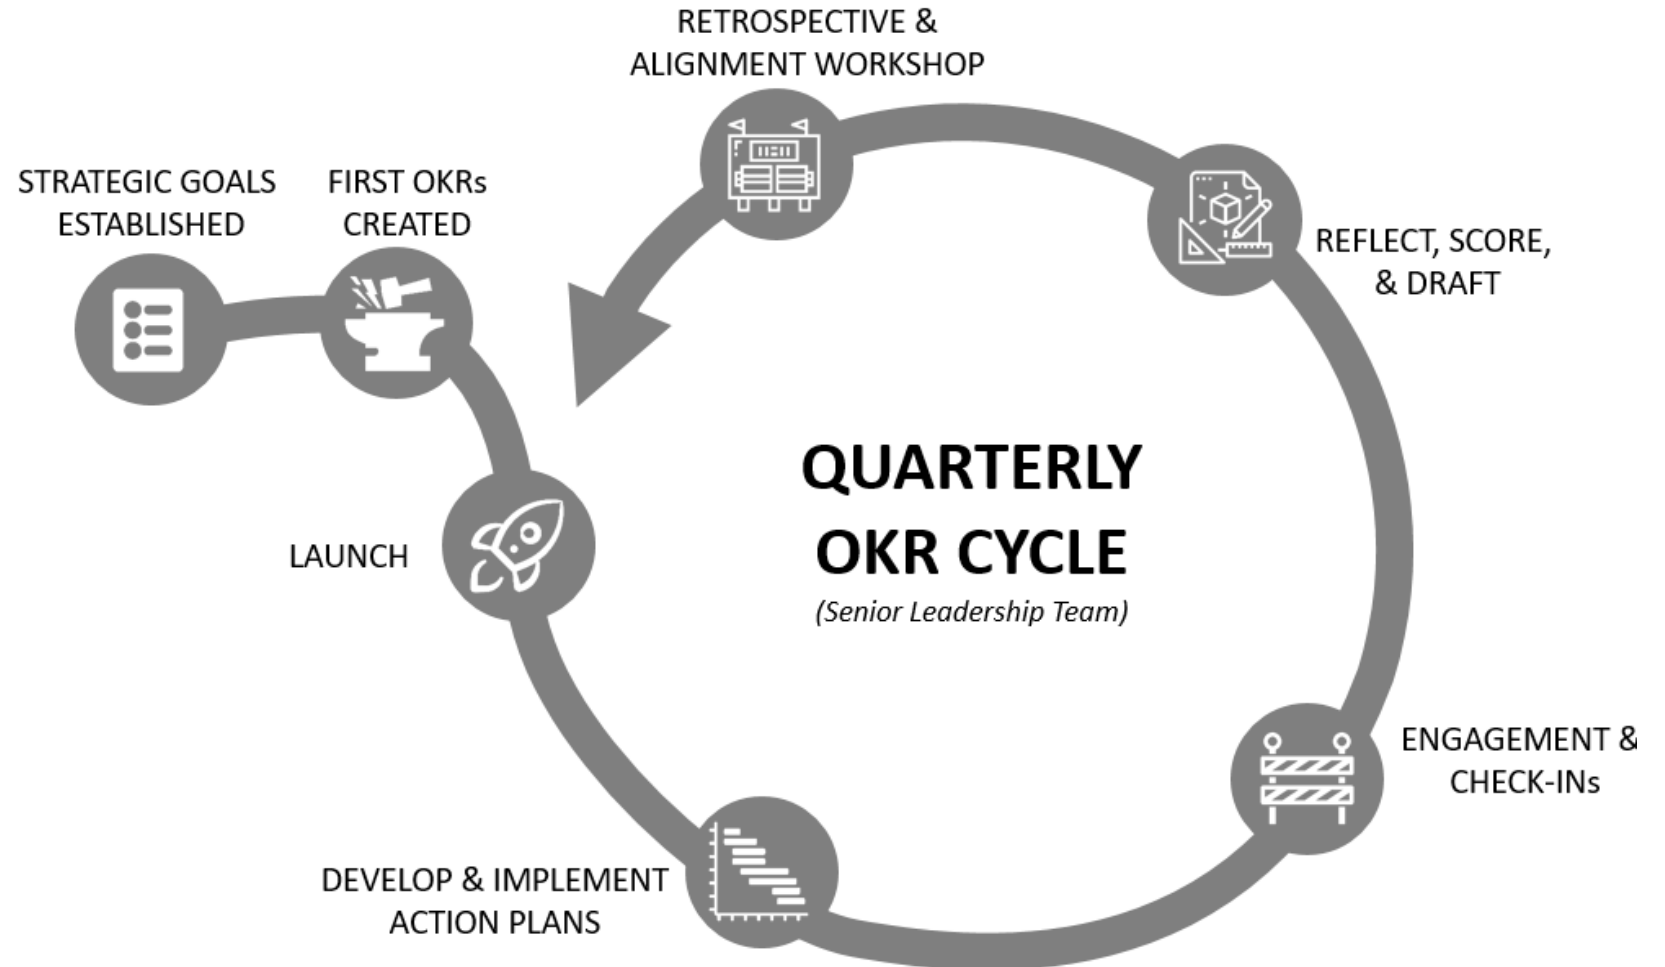 RETROSPECTIVE &
ALIGNMENT WORKSHOP
STRATEGIC GOALS
ESTABLISHED
FIRST OKRs
CREATED
REFLECT, SCORE,
& DRAFT
QUARTERLY
OKR CYCLE
(Senior Leadership Team)
LAUNCH
ENGAGEMENT &
CHECK-INs
DEVELOP & IMPLEMENT
ACTION PLANS